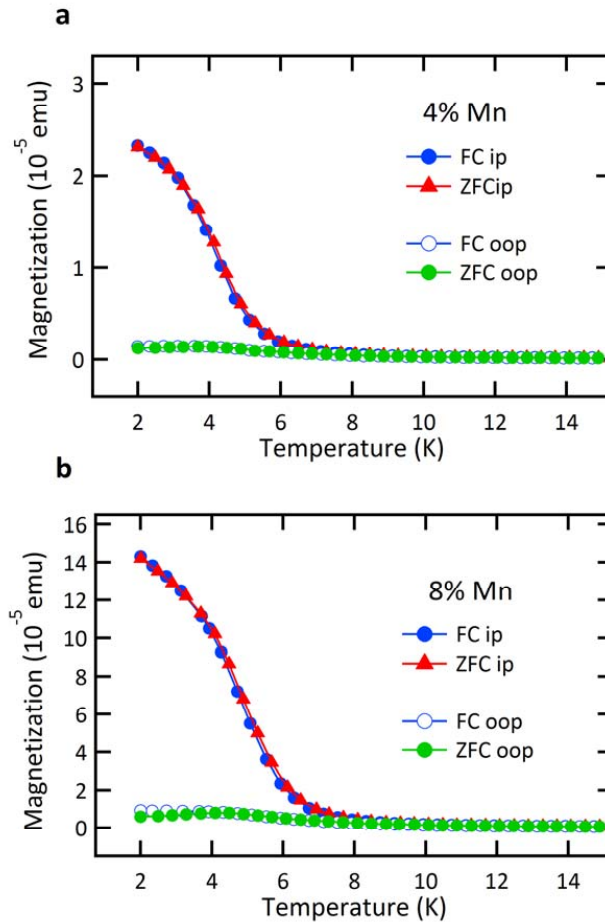 a
Magnetization (10⁻⁵ emu)
3
2
1
0
4% Mn
FC ip
ZFCip
FC oop
ZFC oop
2 4 6 8 10 12 14
Temperature (K)
b
Magnetization (10⁻⁵ emu)
16
14
12
10
8
6
4
2
0
8% Mn
FC ip
ZFC ip
FC oop
ZFC oop
2 4 6 8 10 12 14
Temperature (K)